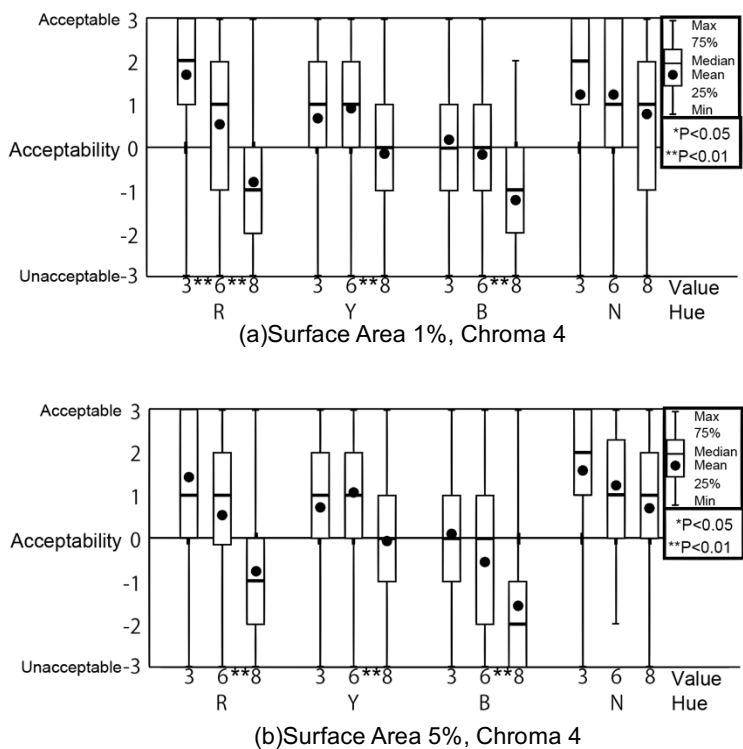 Acceptable 3
2
1
Acceptability 0
-1
-2
Unacceptable -3
Max
75%
Median
Mean
25%
Min
*P<0.05
**P<0.01
3**6**8 3 6**8 3 6**8 3 6 8 Value
R Y B N Hue
(a)Surface Area 1%, Chroma 4
Acceptable 3
2
1
Acceptability 0
-1
-2
Unacceptable -3
Max
75%
Median
Mean
25%
Min
*P<0.05
**P<0.01
3 6**8 3 6**8 3 6**8 3 6 8 Value
R Y B N Hue
(b)Surface Area 5%, Chroma 4